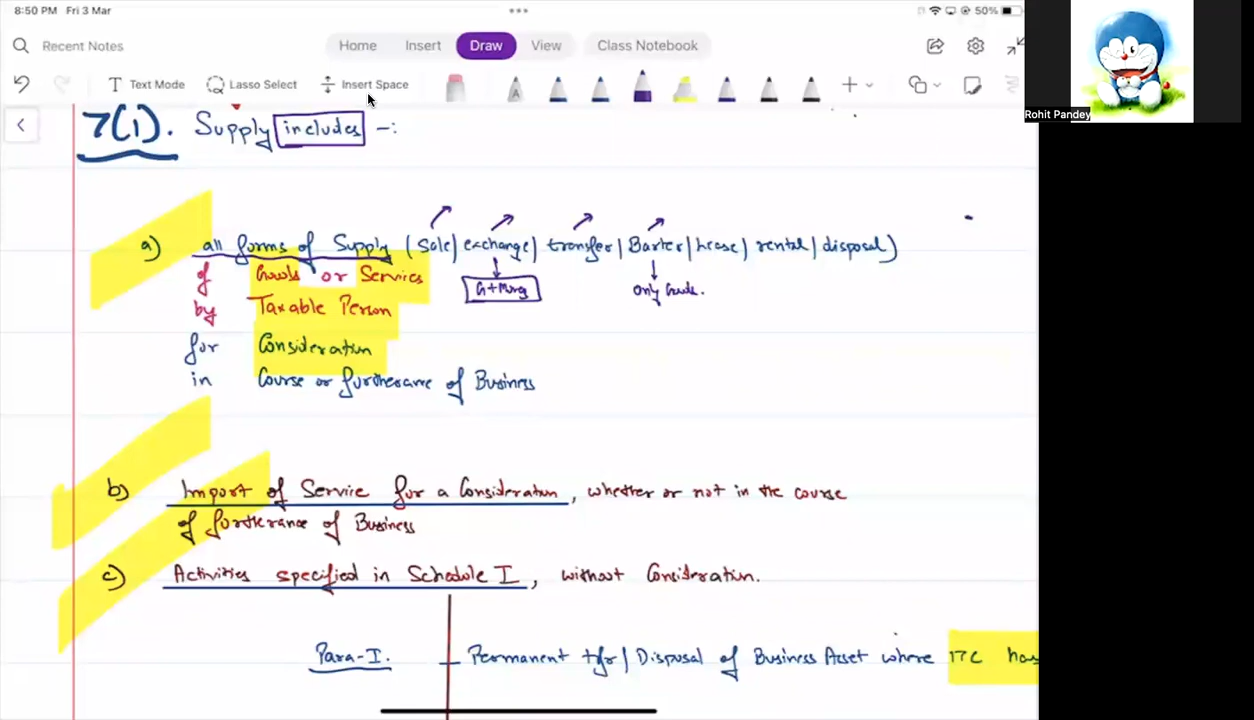 8:50 PM Fri 3 Mar
50%
Recent Notes
Home Insert Draw View Class Notebook
Text Mode Lasso Select Insert Space
Rohit Pandey
7(1). Supply includes -:
a) all forms of Supply (Sale/ exchange/ transfer/ Barter/ lease/ rental/ disposal)
of Goods or Services
G+Money
only Goods.
by Taxable Person
for Consideration
in Course or furtherance of Business
b) Import of Service for a Consideration, whether or not in the course
of furtherance of Business
c) Activities specified in Schedule I, without Consideration.
Para-I. Permanent tfr/ Disposal of Business Asset where ITC has